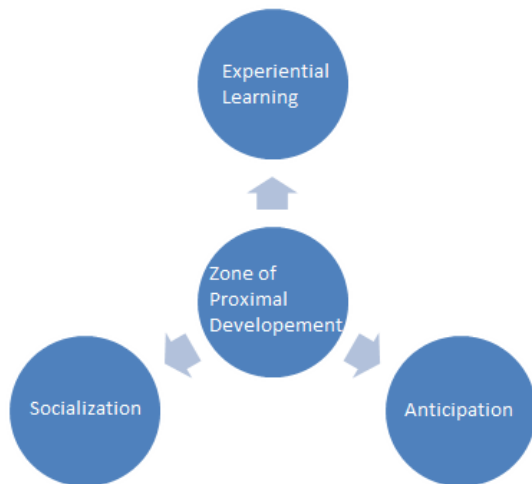 Experiential
Learning
Zone of
Proximal
Developement
Socialization
Anticipation